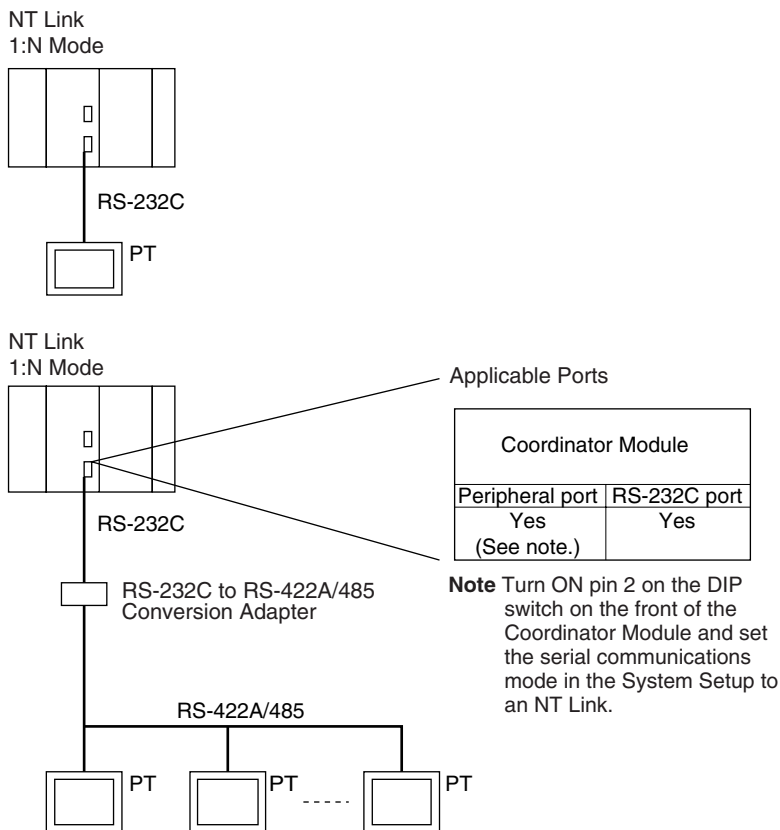 NT Link
1:N Mode
RS-232C
PT
NT Link
1:N Mode
Applicable Ports
Coordinator Module
Peripheral port RS-232C port
Yes Yes
(See note.)
RS-232C
RS-232C to RS-422A/485
Conversion Adapter
Note Turn ON pin 2 on the DIP
switch on the front of the
Coordinator Module and set
the serial communications
mode in the System Setup to
an NT Link.
RS-422A/485
PT PT PT